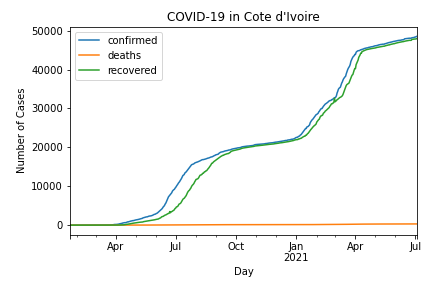 COVID-19 in Cote d'Ivoire
confirmed
deaths
recovered
Number of Cases
50000
40000
30000
20000
10000
0
Apr
Jul
Oct
Jan
2021
Apr
Jul
Day